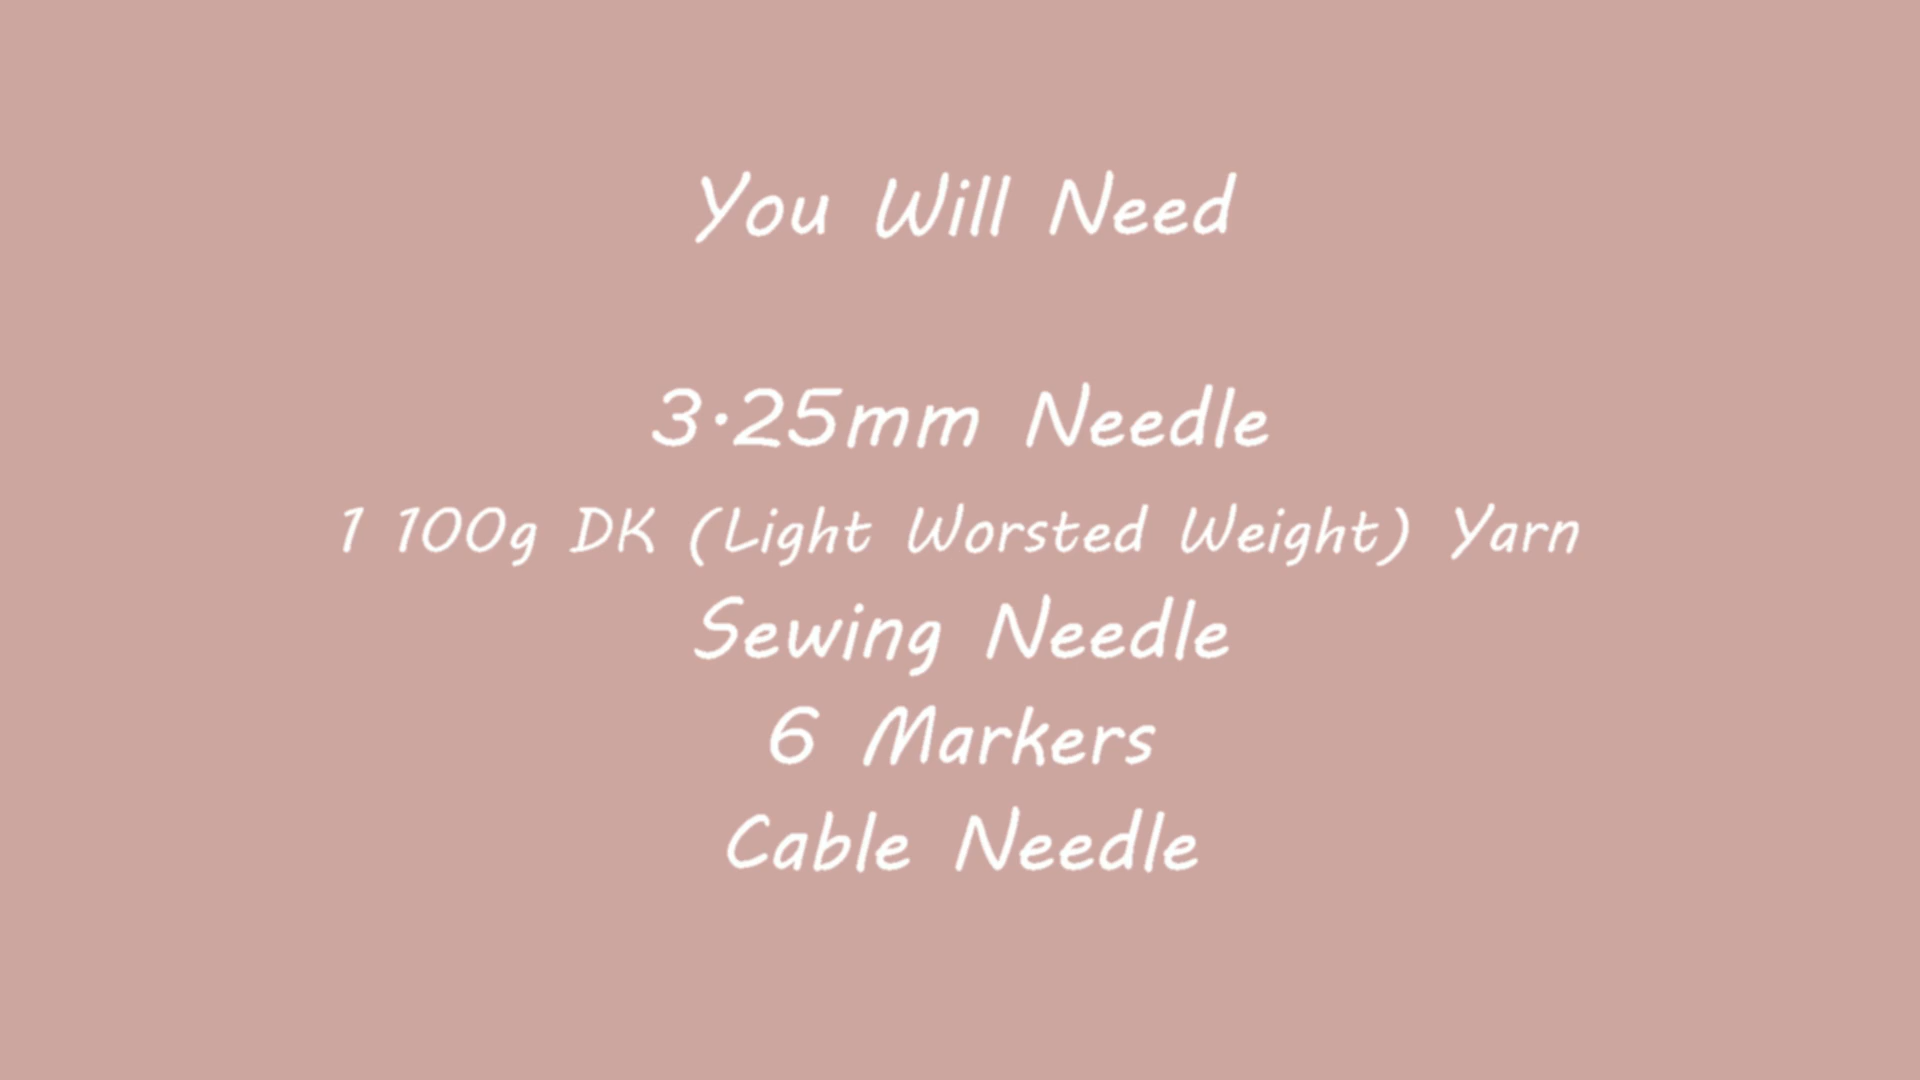 You Will Need
3.25mm Needle
1 100g DK (Light Worsted Weight) Yarn
Sewing Needle
6 Markers
Cable Needle